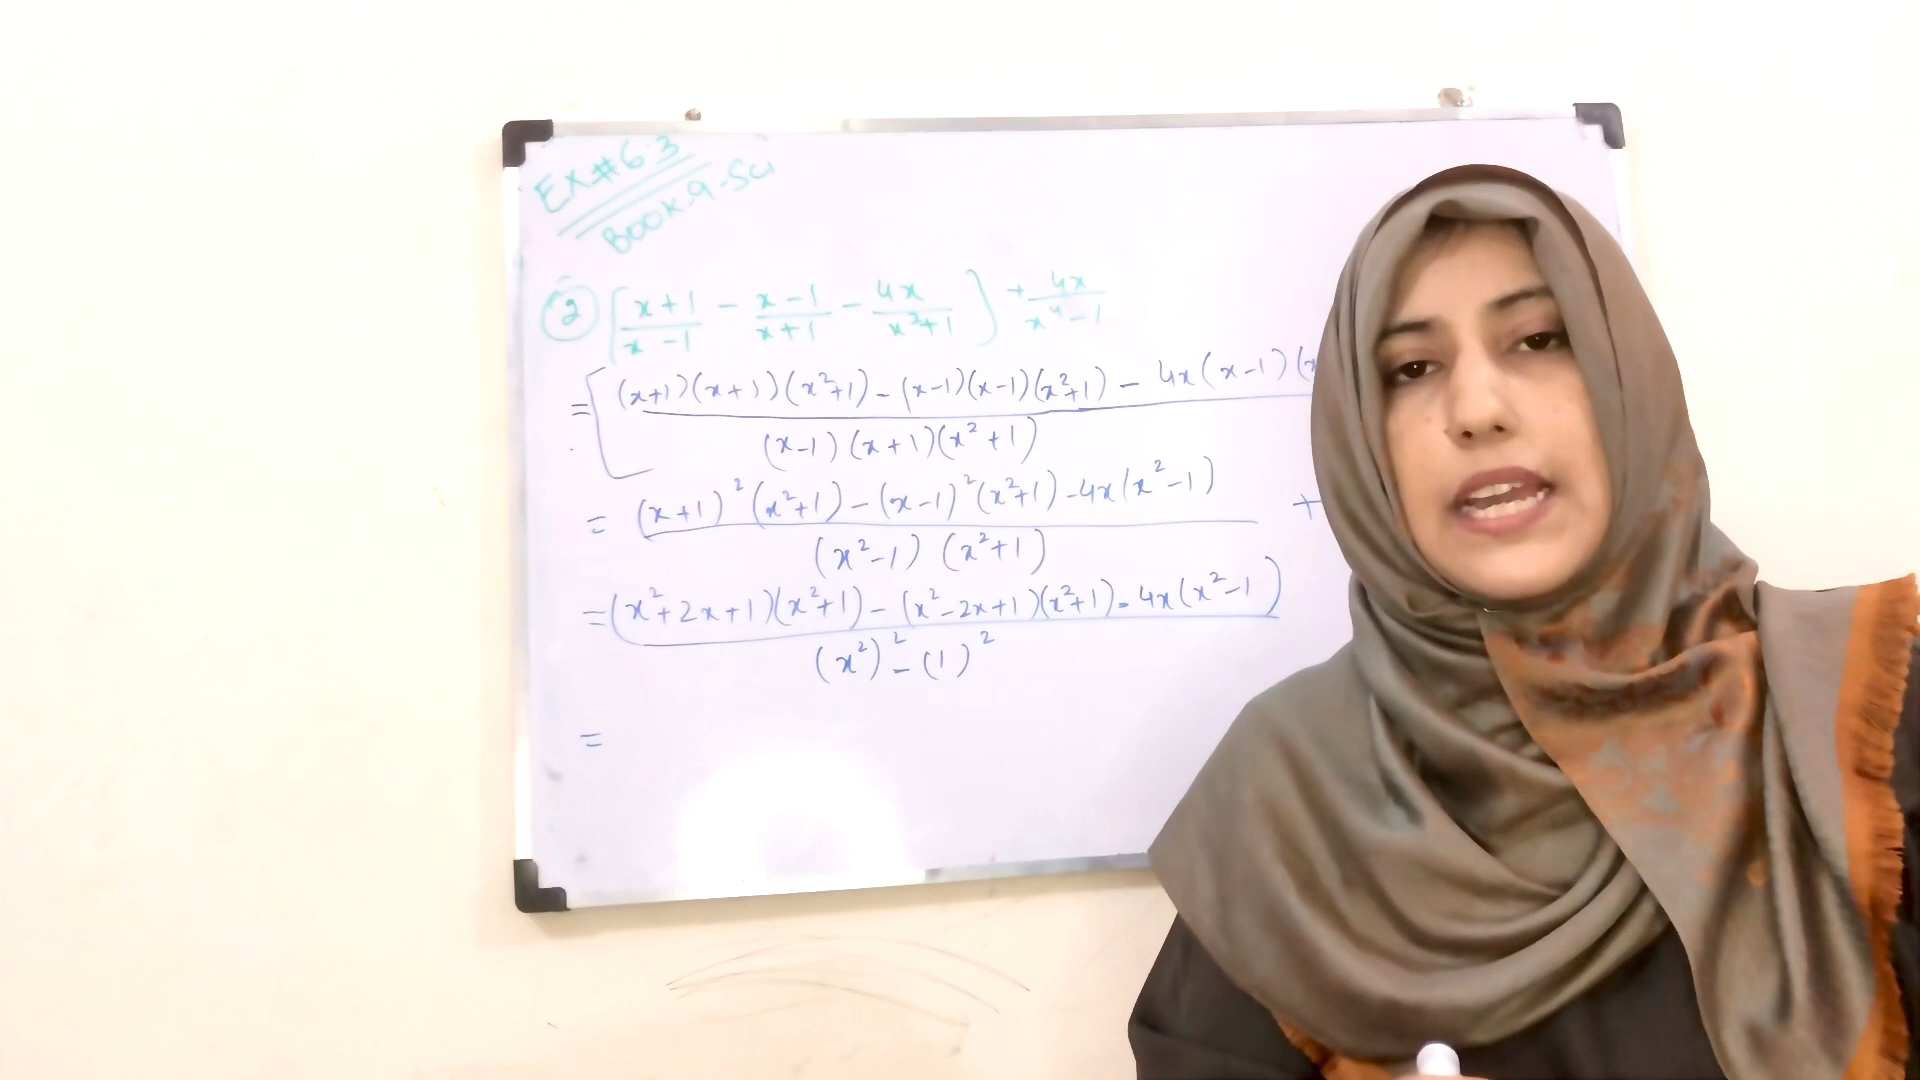 EX#6.3
BOOK.9-Sci
② [x+1/x-1 - x-1/x+1 - 4x/x²+1] + 4x/x⁴-1
= [(x+1)(x+1)(x²+1) - (x-1)(x-1)(x²+1) - 4x(x-1)(x
(x-1)(x+1)(x²+1)
= (x+1)²(x²+1) - (x-1)²(x²+1) - 4x(x²-1) +
(x²-1) (x²+1)
= (x²+2x+1)(x²+1) - (x²-2x+1)(x²+1) - 4x(x²-1)
(x²)² - (1)²
=